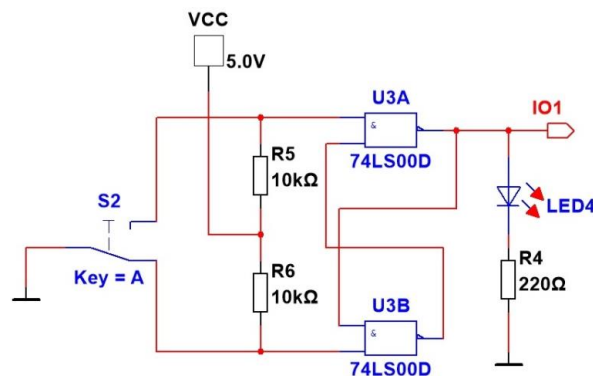 VCC
5.0V
U3A
IO1
&
74LS00D
R5
10kΩ
S2
LED4
Key = A
R6
10kΩ
R4
220Ω
U3B
&
74LS00D